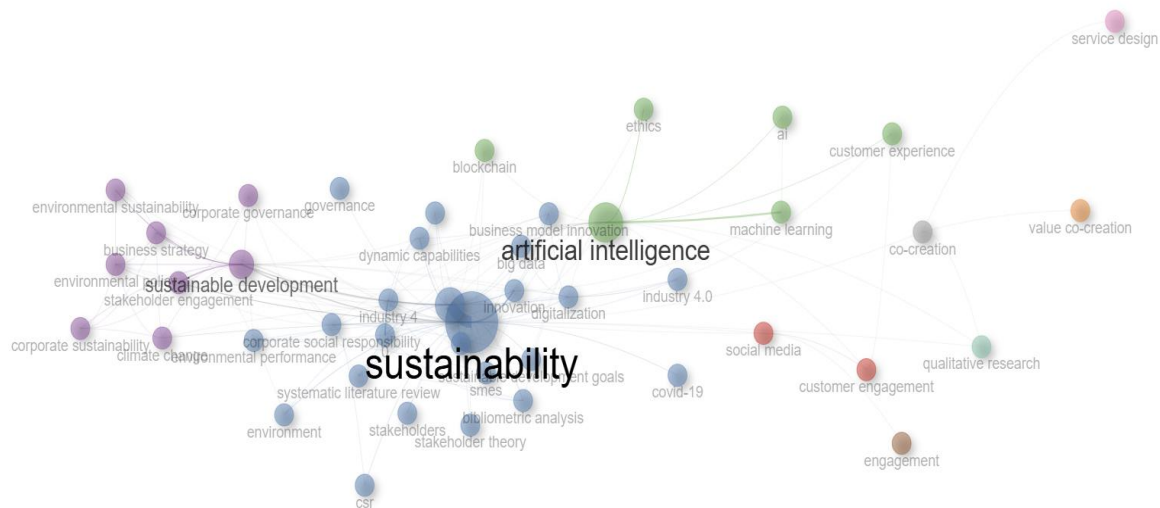 service design
ethics
ai
customer experience
blockchain
environmental sustainability
corporate governance
governance
business model innovation
machine learning
value co-creation
business strategy
dynamic capabilities
artificial intelligence
co-creation
big data
sustainable development
stakeholder engagement
industry 4.0
innovation
digitalization
industry 4
corporate sustainability
climate change
environmental performance
corporate social responsibility
social media
sustainability
sustainable development goals
qualitative research
customer engagement
systematic literature review
smes
covid-19
bibliometric analysis
environment
stakeholders
stakeholder theory
engagement
csr